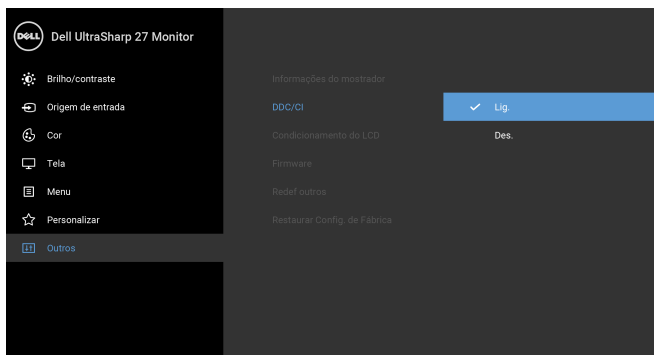 DELL
Dell UltraSharp 27 Monitor
Brilho/contraste
Origem de entrada
Cor
Tela
Menu
Personalizar
Outros
Informações do mostrador
DDC/CI
Condicionamento do LCD
Firmware
Redef outros
Restaurar Config. de Fábrica
Lig.
Des.